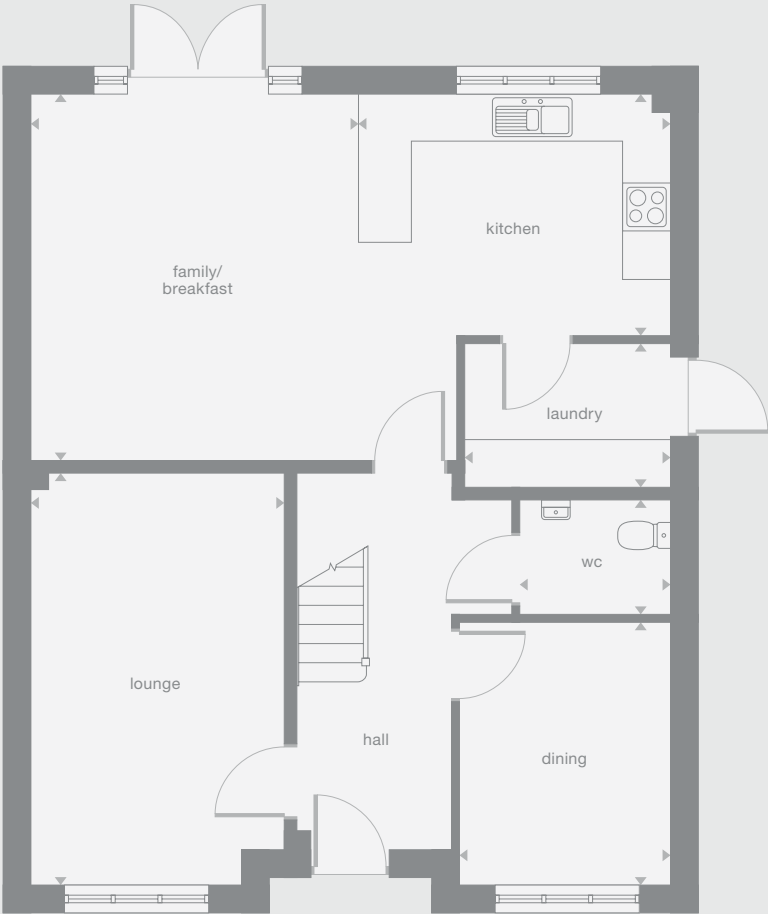 kitchen
family/
breakfast
laundry
wc
lounge
hall
dining